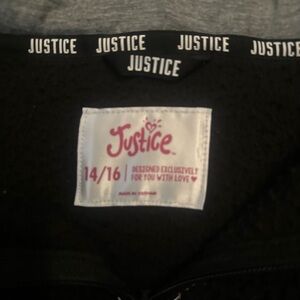 JUSTICE JUSTICE JUSTICE JUSTICE
JUSTICE
Justice
14/16 DESIGNED EXCLUSIVELY
FOR YOU WITH LOVE